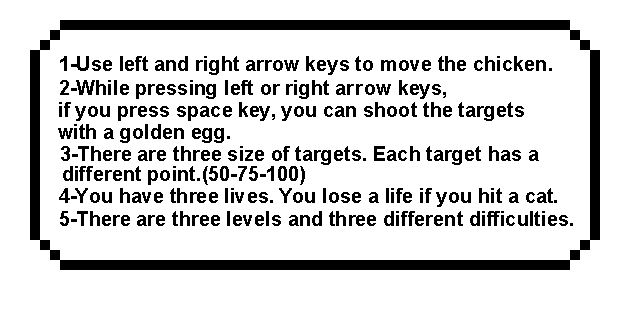 1-Use left and right arrow keys to move the chicken.
2-While pressing left or right arrow keys,
if you press space key, you can shoot the targets
with a golden egg.
3-There are three size of targets. Each target has a
different point.(50-75-100)
4-You have three lives. You lose a life if you hit a cat.
5-There are three levels and three different difficulties.